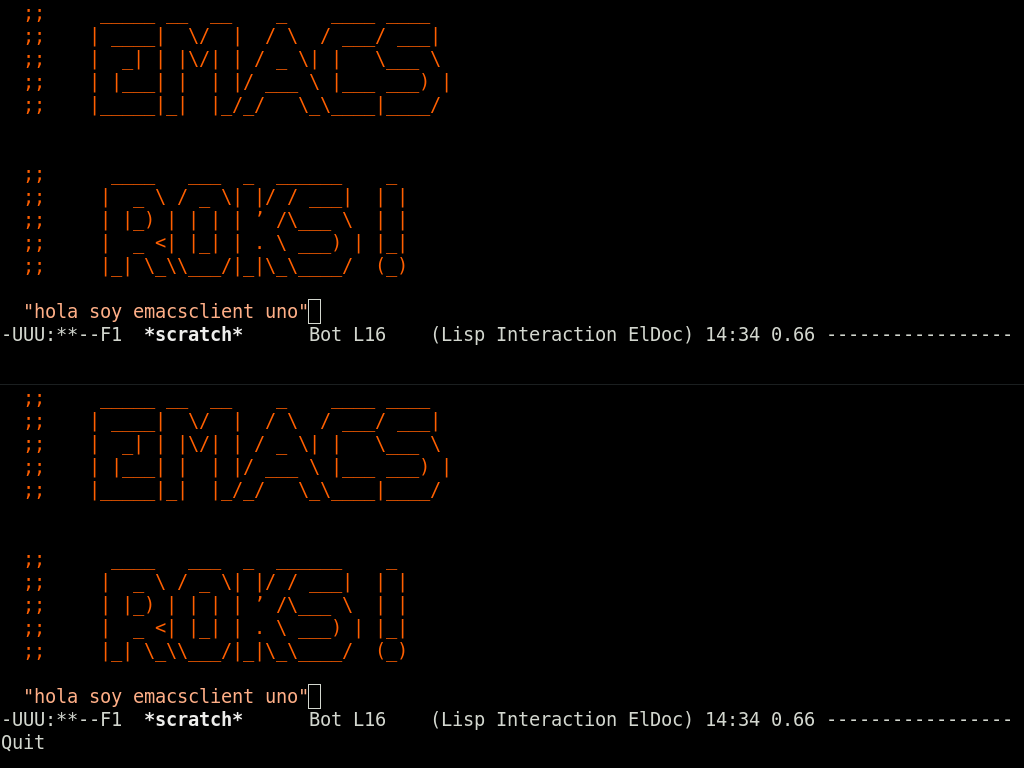 ;;     _____ __  __    _    ____ ____
;;    | ____|  \/  |  / \  / ___/ ___|
;;    |  _| | |\/| | / _ \| |   \___ \
;;    | |___| |  | |/ ___ \ |___ ___) |
;;    |_____|_|  |_/_/   \_\____|____/
;;      ____   ___  _  ______    _
;;     |  _ \ / _ \| |/ / ___|  | |
;;     | |_) | | | | ’ /\___ \  | |
;;     |  _ <| |_| | . \ ___) | |_|
;;     |_| \_\\___/|_|\_\____/  (_)
"hola soy emacsclient uno"
-UUU:**--F1  *scratch*      Bot L16    (Lisp Interaction ElDoc) 14:34 0.66 -----------------
;;     _____ __  __    _    ____ ____
;;    | ____|  \/  |  / \  / ___/ ___|
;;    |  _| | |\/| | / _ \| |   \___ \
;;    | |___| |  | |/ ___ \ |___ ___) |
;;    |_____|_|  |_/_/   \_\____|____/
;;      ____   ___  _  ______    _
;;     |  _ \ / _ \| |/ / ___|  | |
;;     | |_) | | | | ’ /\___ \  | |
;;     |  _ <| |_| | . \ ___) | |_|
;;     |_| \_\\___/|_|\_\____/  (_)
"hola soy emacsclient uno"
-UUU:**--F1  *scratch*      Bot L16    (Lisp Interaction ElDoc) 14:34 0.66 -----------------
Quit